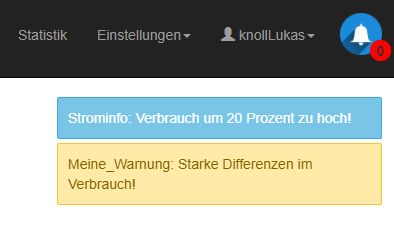 Statistik Einstellungen knollLukas 0
Strominfo: Verbrauch um 20 Prozent zu hoch!
Meine_Warnung: Starke Differenzen im
Verbrauch!